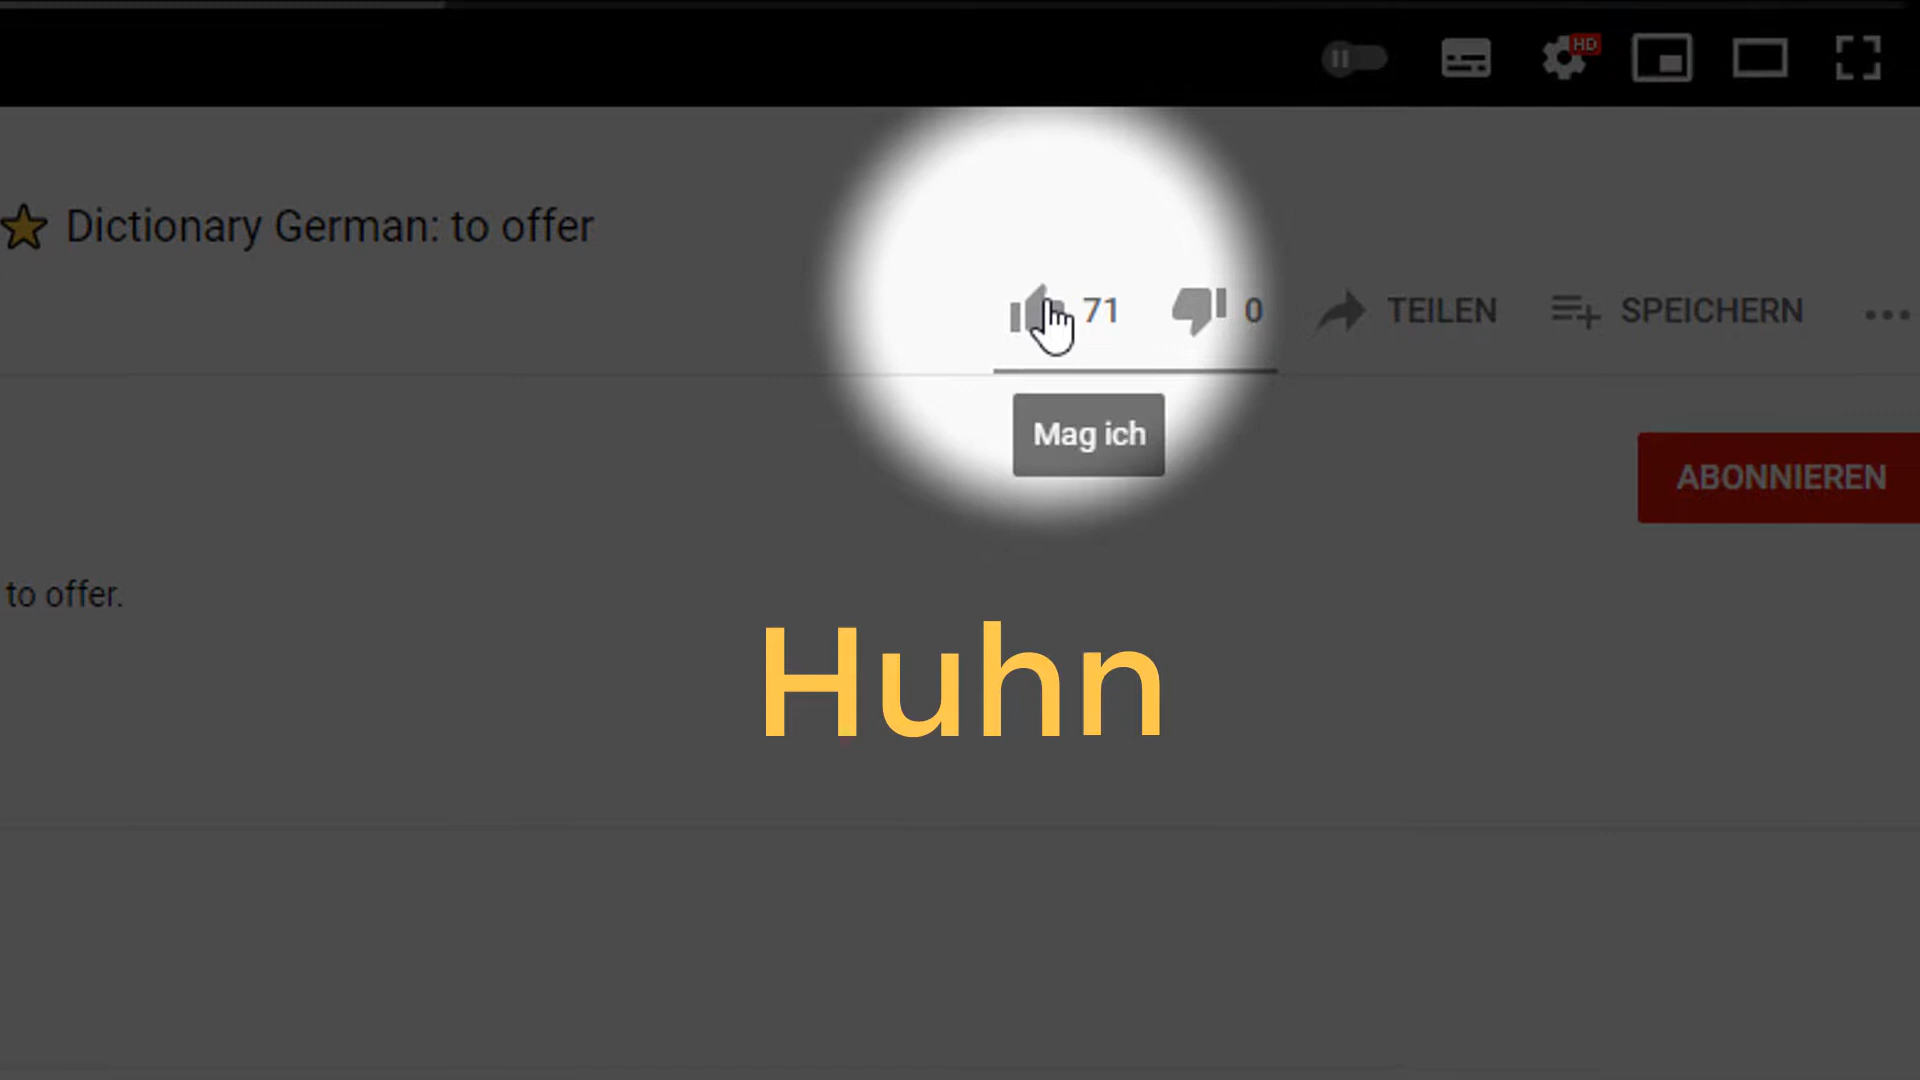 HD
Dictionary German: to offer
71 0 TEILEN SPEICHERN
Mag ich
ABONNIEREN
to offer.
Huhn